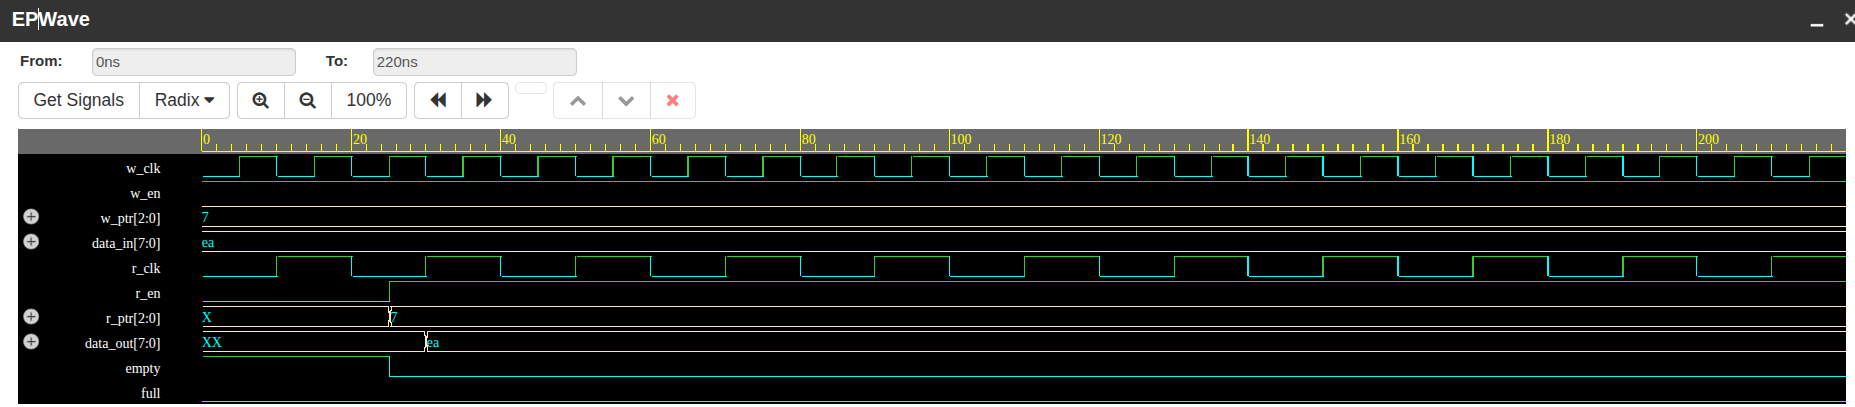 EPWave
From: 0ns To: 220ns
Get Signals Radix 100%
0 20 40 60 80 100 120 140 160 180 200
w_clk
w_en
w_ptr[2:0] 7
data_in[7:0] ea
r_clk
r_en
r_ptr[2:0] X 7
data_out[7:0] XX ea
empty
full